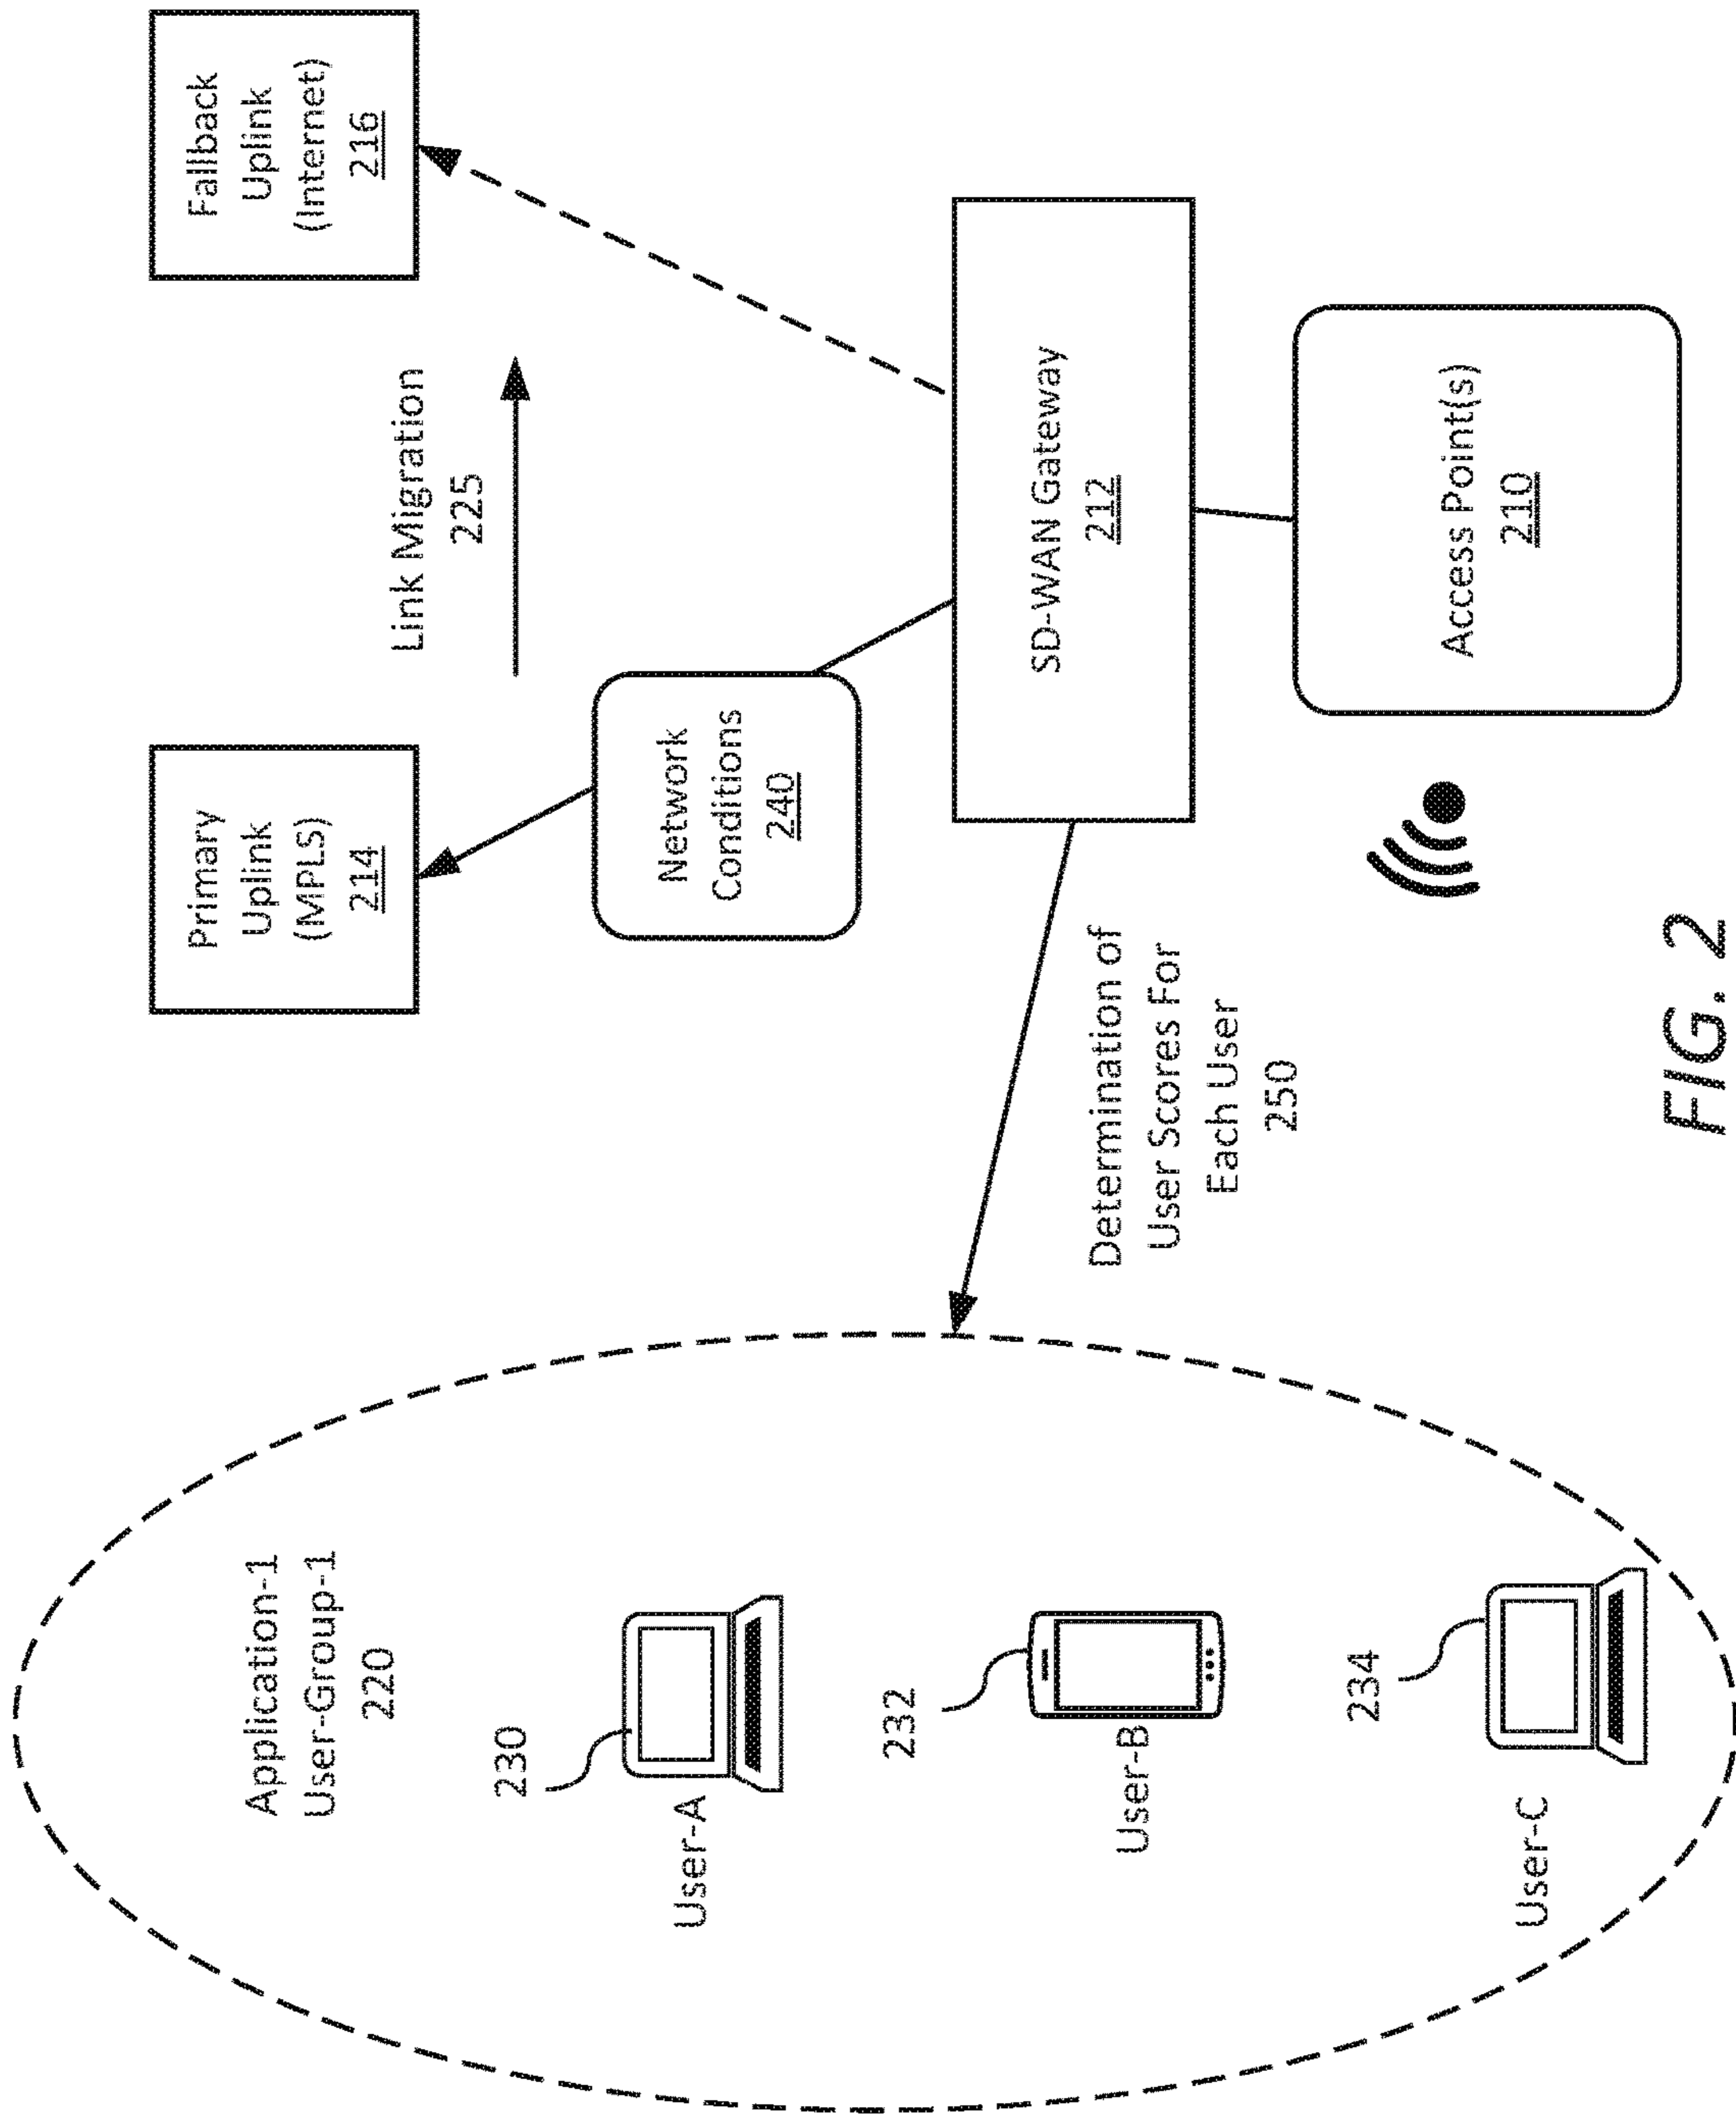 Application-1
User-Group-1
220
230
User-A
232
User-B
234
User-C
Primary
Uplink
(MPLS)
214
Link Migration
225
Fallback
Uplink
(Internet)
216
Network
Conditions
240
SD-WAN Gateway
212
Determination of
User Scores For
Each User
250
Access Point(s)
210
FIG. 2